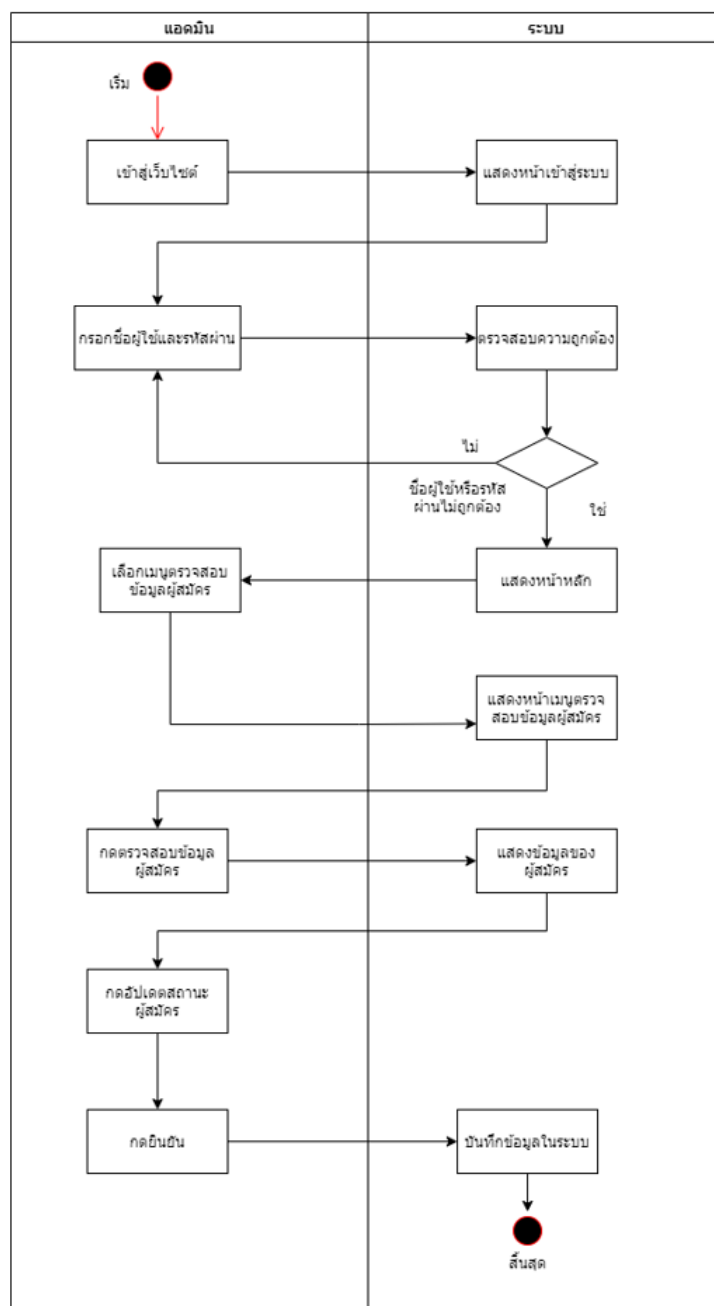 แอดมิน
ระบบ
เริ่ม
เข้าสู่เว็บไซต์
แสดงหน้าเข้าสู่ระบบ
กรอกชื่อผู้ใช้และรหัสผ่าน
ตรวจสอบความถูกต้อง
ไม่
ชื่อผู้ใช้หรือรหัส
ผ่านไม่ถูกต้อง
ใช่
เลือกเมนูตรวจสอบ
ข้อมูลผู้สมัคร
แสดงหน้าหลัก
แสดงหน้าเมนูตรวจ
สอบข้อมูลผู้สมัคร
กดตรวจสอบข้อมูล
ผู้สมัคร
แสดงข้อมูลของ
ผู้สมัคร
กดอัปเดตสถานะ
ผู้สมัคร
กดยืนยัน
บันทึกข้อมูลในระบบ
สิ้นสุด